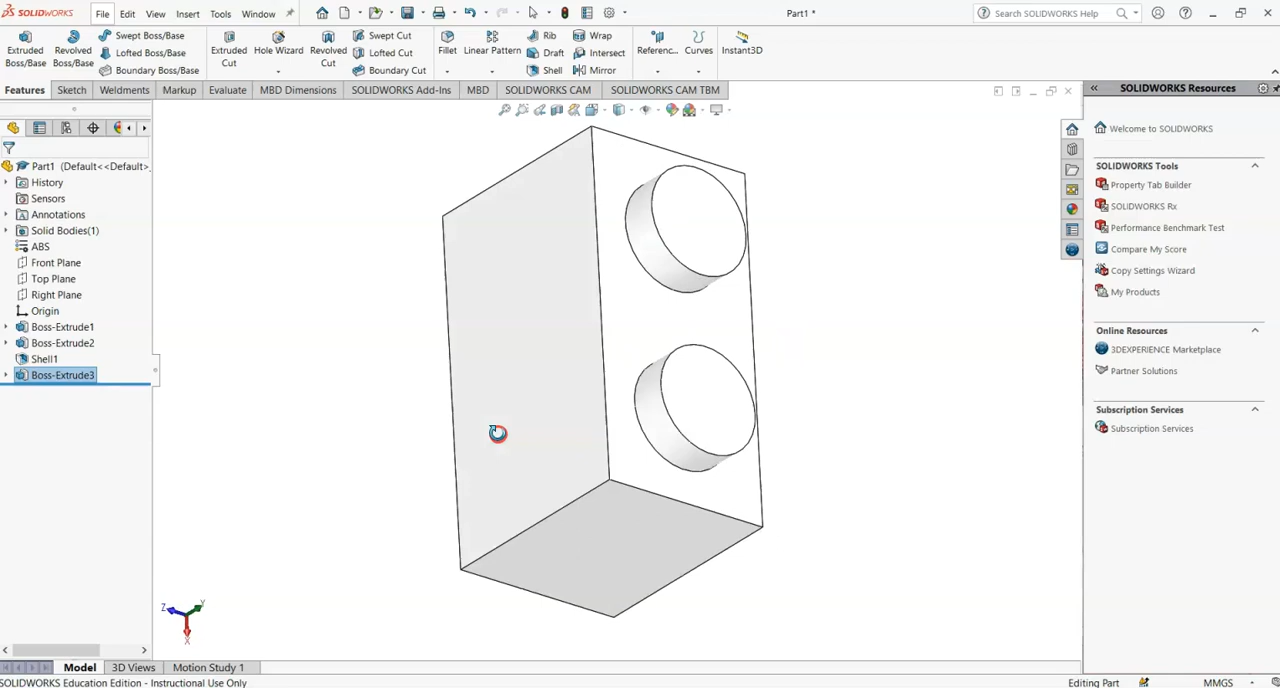 SOLIDWORKS File Edit View Insert Tools Window Part1 * Search SOLIDWORKS Help
Extruded Boss/Base
Revolved Boss/Base
Swept Boss/Base
Lofted Boss/Base
Boundary Boss/Base
Extruded Cut
Hole Wizard
Revolved Cut
Swept Cut
Lofted Cut
Boundary Cut
Fillet
Linear Pattern
Rib
Draft
Shell
Wrap
Intersect
Mirror
Referenc...
Curves
Instant3D
Features Sketch Weldments Markup Evaluate MBD Dimensions SOLIDWORKS Add-Ins MBD SOLIDWORKS CAM SOLIDWORKS CAM TBM
Part1 (Default<<Default>
History
Sensors
Annotations
Solid Bodies(1)
ABS
Front Plane
Top Plane
Right Plane
Origin
Boss-Extrude1
Boss-Extrude2
Shell1
Boss-Extrude3
Z Y
X
SOLIDWORKS Resources
Welcome to SOLIDWORKS
SOLIDWORKS Tools
Property Tab Builder
SOLIDWORKS Rx
Performance Benchmark Test
Compare My Score
Copy Settings Wizard
My Products
Online Resources
3DEXPERIENCE Marketplace
Partner Solutions
Subscription Services
Subscription Services
Model 3D Views Motion Study 1
SOLIDWORKS Education Edition - Instructional Use Only Editing Part MMGS